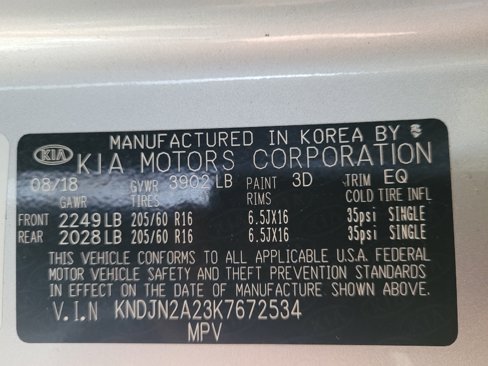 MANUFACTURED IN KOREA BY
KIA KIA MOTORS CORPORATION
08/18 GVWR 3902 LB PAINT 3D TRIM EQ
GAWR TIRES RIMS COLD TIRE INFL
FRONT 2249 LB 205/60 R16 6.5JX16 35psi SINGLE
REAR 2028 LB 205/60 R16 6.5JX16 35psi SINGLE
THIS VEHICLE CONFORMS TO ALL APPLICABLE U.S.A. FEDERAL
MOTOR VEHICLE SAFETY AND THEFT PREVENTION STANDARDS
IN EFFECT ON THE DATE OF MANUFACTURE SHOWN ABOVE.
V.I.N KNDJN2A23K7672534
MPV